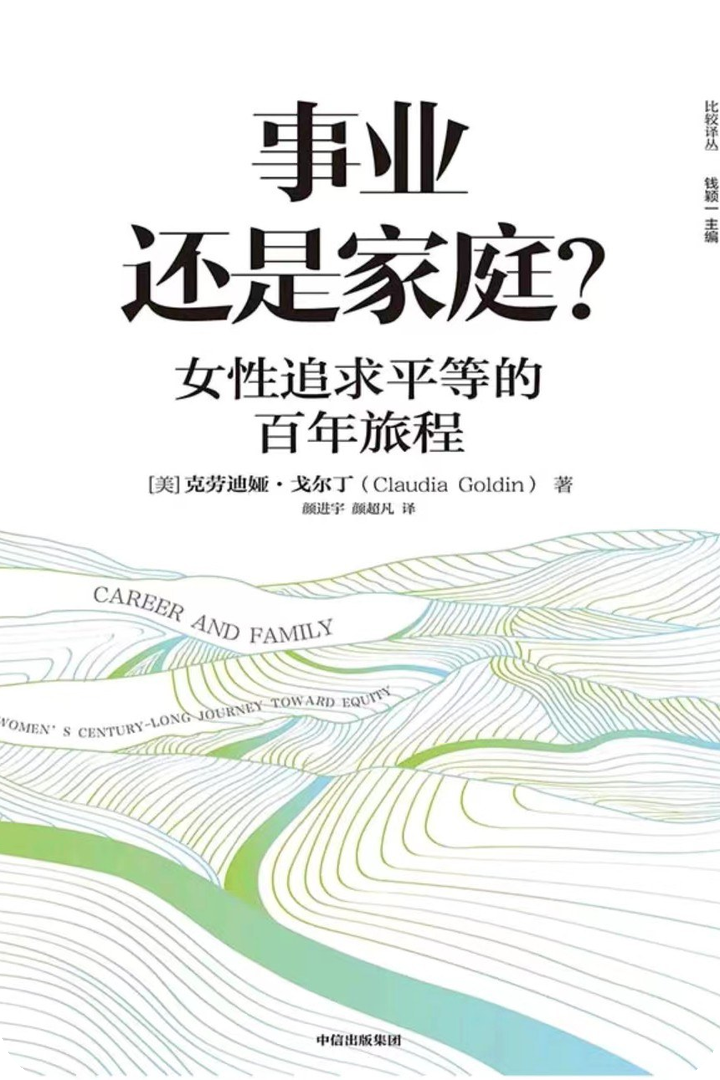 事业
还是家庭?
女性追求平等的
百年旅程
[美]克劳迪娅·戈尔丁(Claudia Goldin) 著
颜进宇 颜超凡 译
比较译丛 钱颖一 主编
CAREER AND FAMILY
WOMEN'S CENTURY-LONG JOURNEY TOWARD EQUITY
中信出版集团